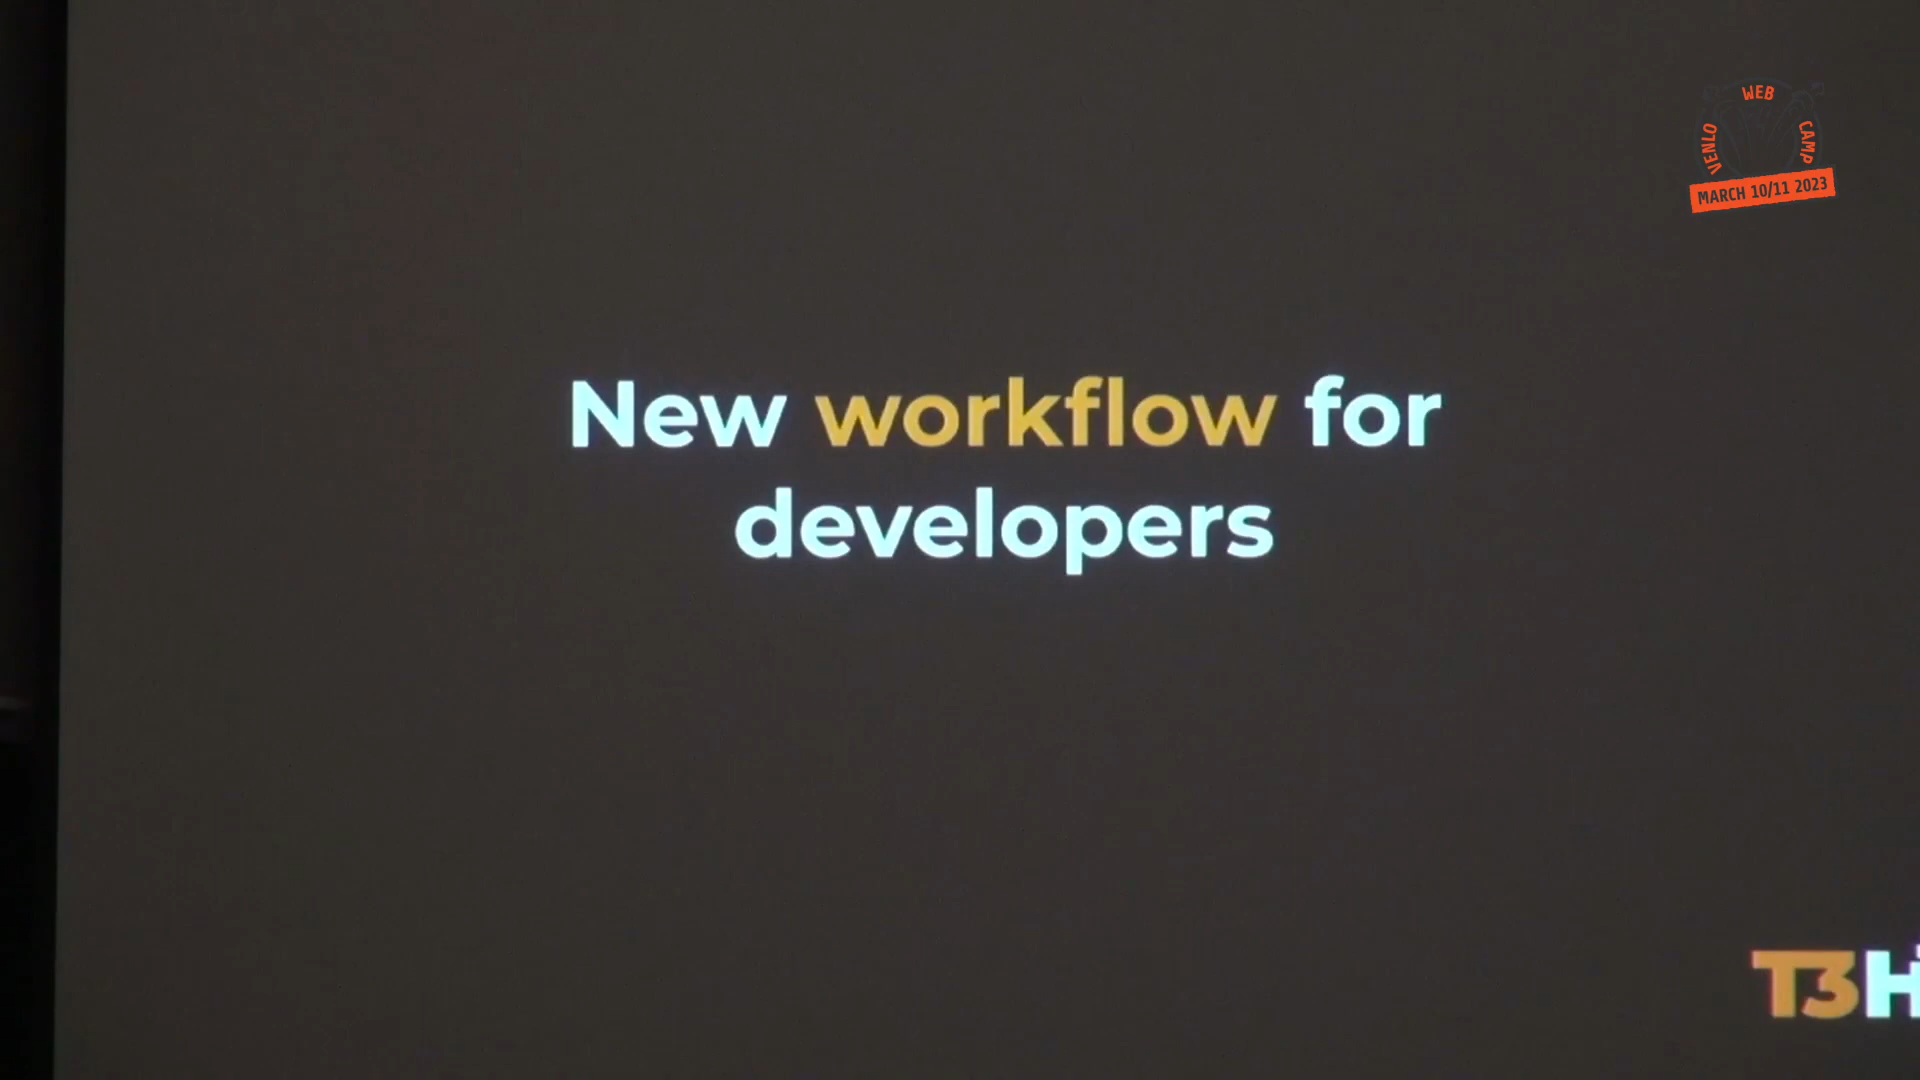 WEB
VENLO
CAMP
MARCH 10/11 2023
New workflow for
developers
T3H